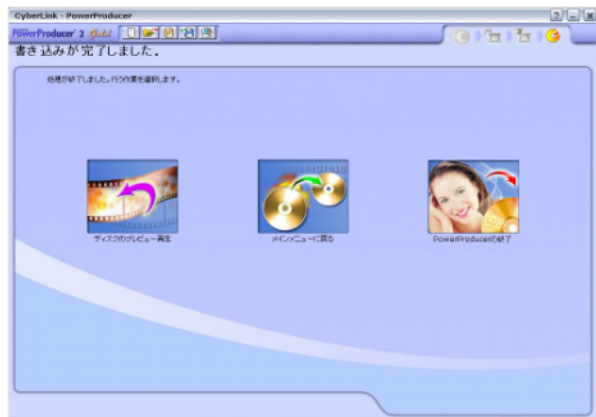 CyberLink - PowerProducer
PowerProducer 2 Gold
書き込みが完了しました.
処理が終了しました。行う作業を選択します。
ディスクのプレビュー再生
メインメニューに戻る
PowerProducerの終了